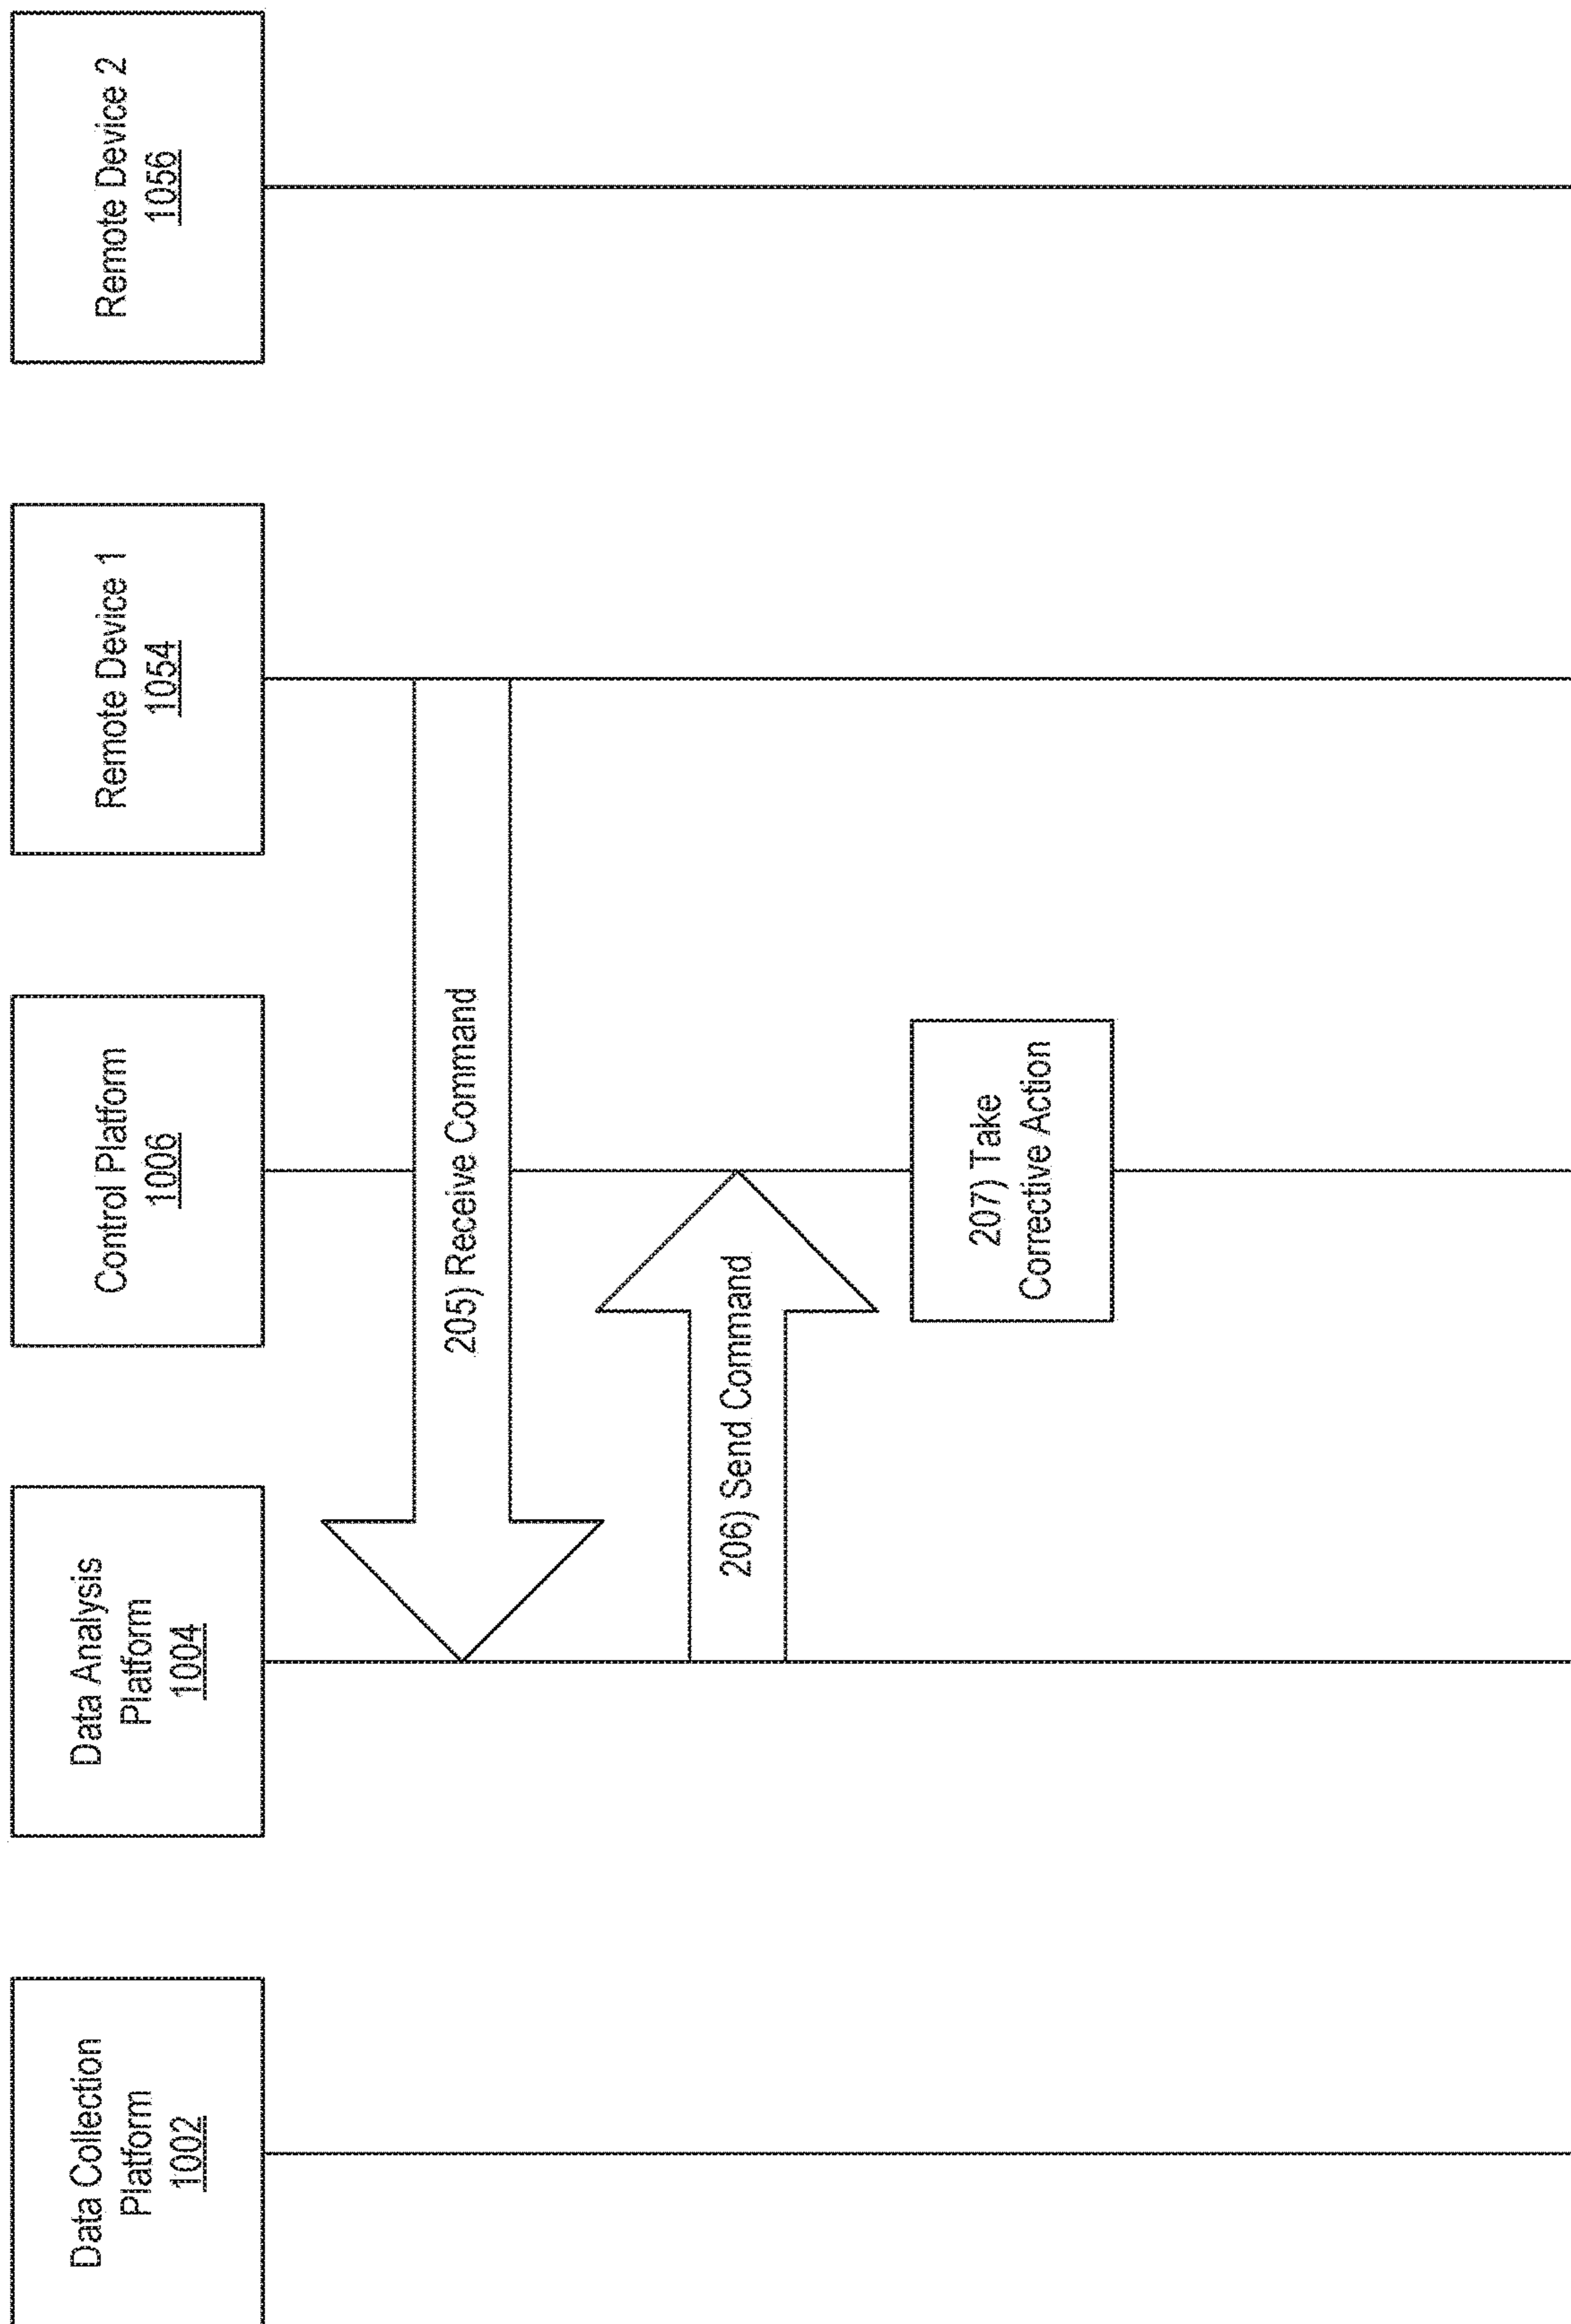 Data Collection
Platform
1002
Data Analysis
Platform
1004
Control Platform
1006
Remote Device 1
1054
Remote Device 2
1056
205) Receive Command
206) Send Command
207) Take
Corrective Action